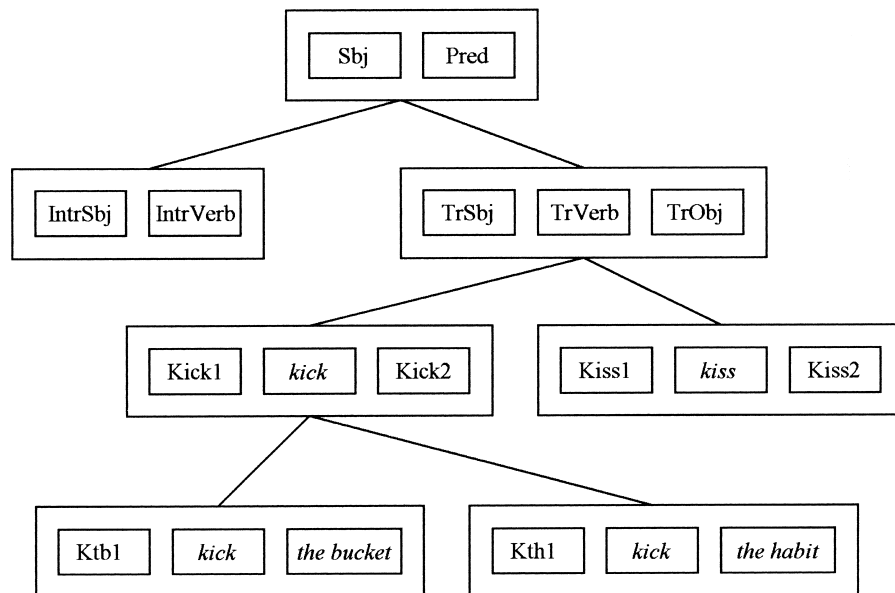 Sbj Pred
IntrSbj IntrVerb TrSbj TrVerb TrObj
Kick1 kick Kick2 Kiss1 kiss Kiss2
Ktb1 kick the bucket Kth1 kick the habit